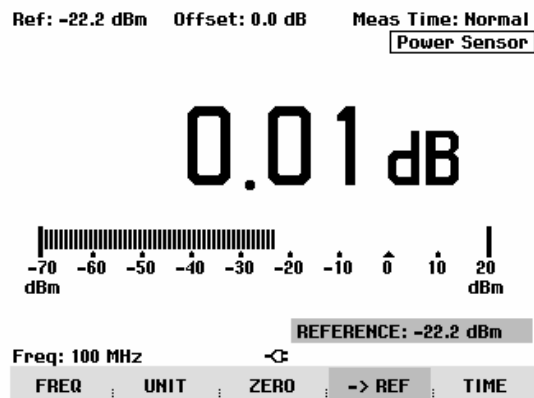 Ref: -22.2 dBm Offset: 0.0 dB Meas Time: Normal
Power Sensor
0.01 dB
-70 -60 -50 -40 -30 -20 -10 0 10 20
dBm dBm
REFERENCE: -22.2 dBm
Freq: 100 MHz
FREQ UNIT ZERO -> REF TIME